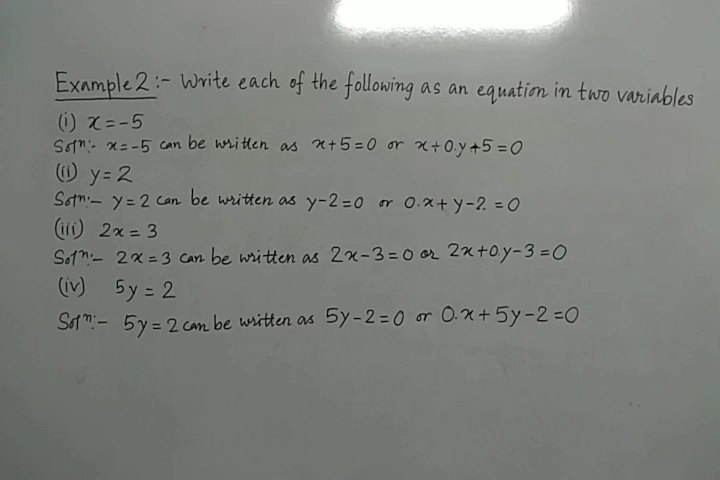 Example 2 :- Write each of the following as an equation in two variables
(i) x = -5
Solⁿ:- x = -5 can be written as x+5=0 or x+0.y+5=0
(ii) y = 2
Solⁿ:- y = 2 can be written as y-2=0 or 0.x+y-2=0
(iii) 2x = 3
Solⁿ:- 2x = 3 can be written as 2x-3=0 or 2x+0.y-3=0
(iv) 5y = 2
Solⁿ:- 5y = 2 can be written as 5y-2=0 or 0.x+5y-2=0